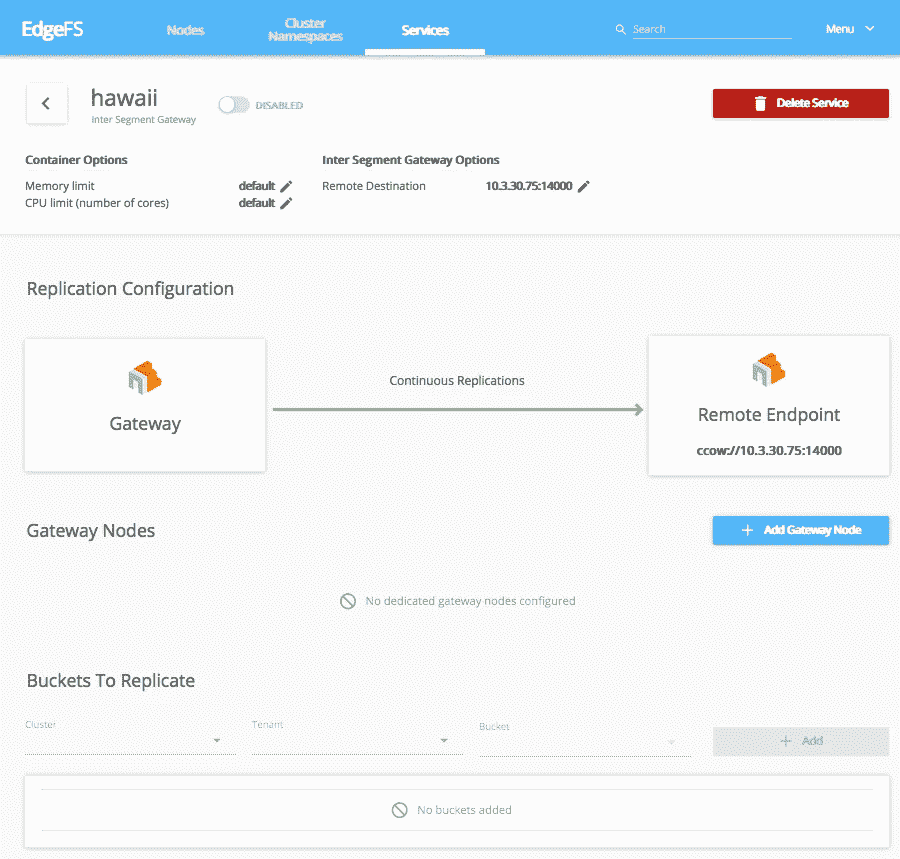 EdgeFS
Nodes
Cluster
Namespaces
Services
Search
Menu
hawaii
Inter Segment Gateway
DISABLED
Delete Service
Container Options
Memory limit default
CPU limit (number of cores) default
Inter Segment Gateway Options
Remote Destination 10.3.30.75:14000
Replication Configuration
Gateway
Continuous Replications
Remote Endpoint
ccow://10.3.30.75:14000
Gateway Nodes
+ Add Gateway Node
No dedicated gateway nodes configured
Buckets To Replicate
Cluster
Tenant
Bucket
+ Add
No buckets added